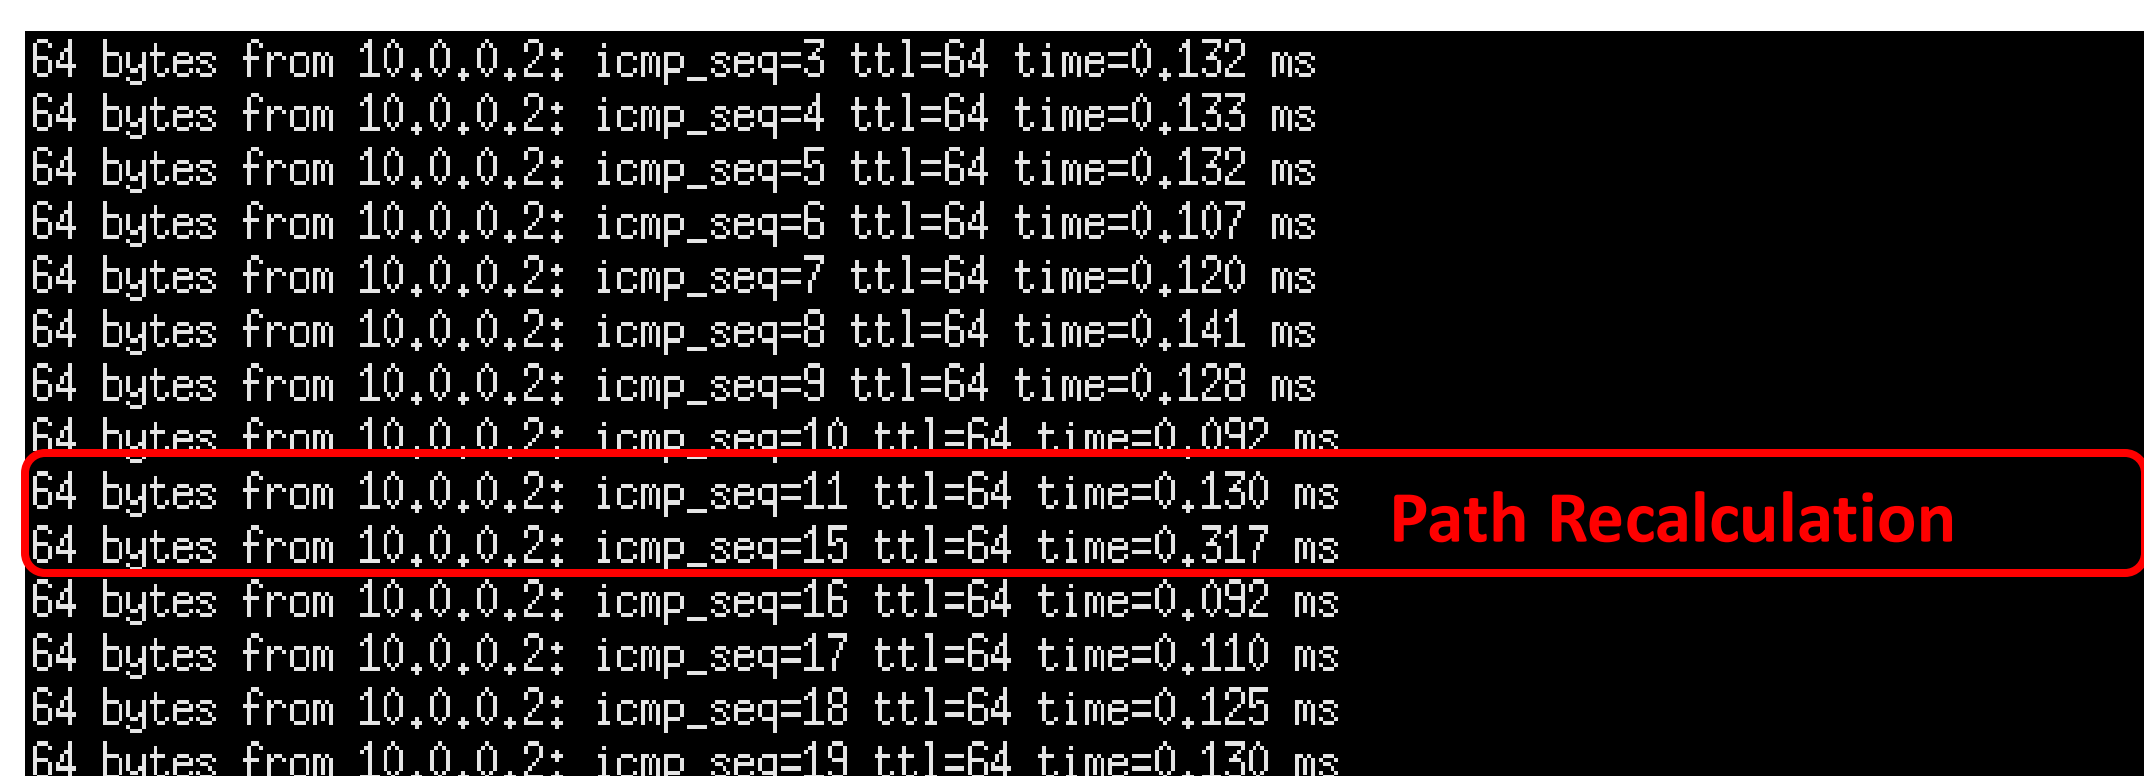 64 bytes from 10.0.0.2: icmp_seq=3 ttl=64 time=0.132 ms
64 bytes from 10.0.0.2: icmp_seq=4 ttl=64 time=0.133 ms
64 bytes from 10.0.0.2: icmp_seq=5 ttl=64 time=0.132 ms
64 bytes from 10.0.0.2: icmp_seq=6 ttl=64 time=0.107 ms
64 bytes from 10.0.0.2: icmp_seq=7 ttl=64 time=0.120 ms
64 bytes from 10.0.0.2: icmp_seq=8 ttl=64 time=0.141 ms
64 bytes from 10.0.0.2: icmp_seq=9 ttl=64 time=0.128 ms
64 bytes from 10.0.0.2: icmp_seq=10 ttl=64 time=0.092 ms
64 bytes from 10.0.0.2: icmp_seq=11 ttl=64 time=0.130 ms
Path Recalculation
64 bytes from 10.0.0.2: icmp_seq=15 ttl=64 time=0.317 ms
64 bytes from 10.0.0.2: icmp_seq=16 ttl=64 time=0.092 ms
64 bytes from 10.0.0.2: icmp_seq=17 ttl=64 time=0.110 ms
64 bytes from 10.0.0.2: icmp_seq=18 ttl=64 time=0.125 ms
64 bytes from 10.0.0.2: icmp_seq=19 ttl=64 time=0.130 ms